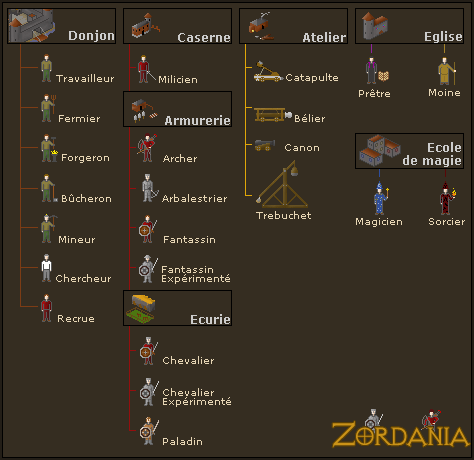 Donjon
Travailleur
Fermier
Forgeron
Bûcheron
Mineur
Chercheur
Recrue
Caserne
Milicien
Armurerie
Archer
Arbalestrier
Fantassin
Fantassin
Expérimenté
Ecurie
Chevalier
Chevalier
Expérimenté
Paladin
Atelier
Catapulte
Bélier
Canon
Trebuchet
Eglise
Prêtre
Moine
Ecole
de magie
Magicien
Sorcier
ZORDANIA